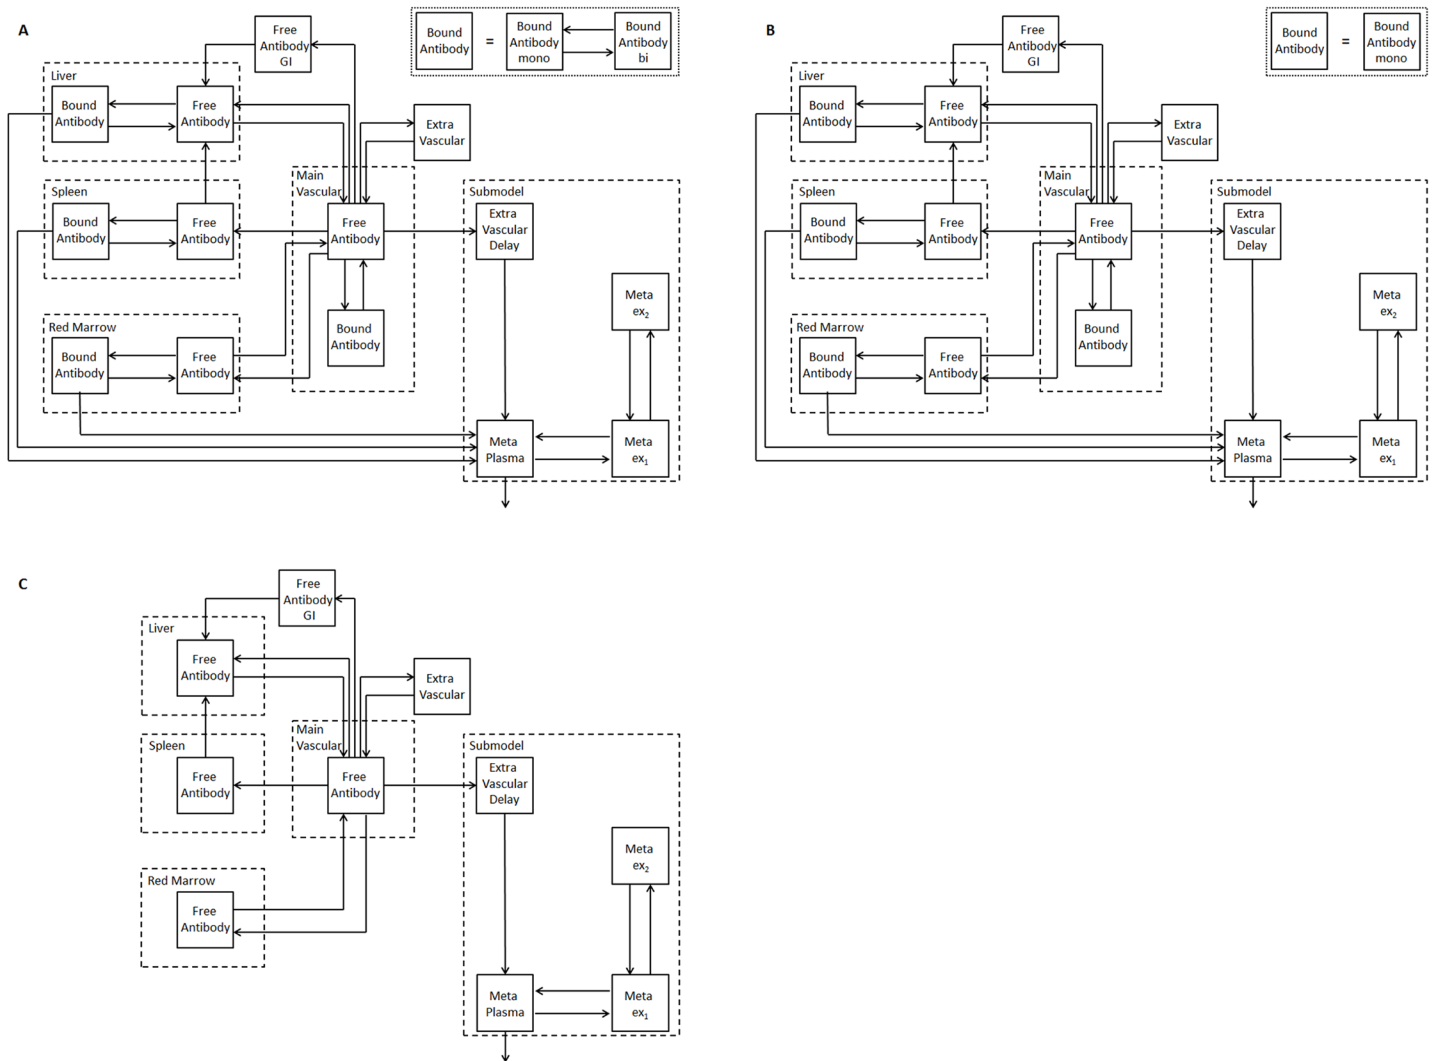 A
Free
Antibody
GI
Bound
Antibody
=
Bound
Antibody
mono
Bound
Antibody
bi
Liver
Bound
Antibody
Free
Antibody
Extra
Vascular
Spleen
Bound
Antibody
Free
Antibody
Main
Vascular
Free
Antibody
Bound
Antibody
Red Marrow
Bound
Antibody
Free
Antibody
Submodel
Extra
Vascular
Delay
Meta
ex2
Meta
Plasma
Meta
ex1
B
Free
Antibody
GI
Bound
Antibody
=
Bound
Antibody
mono
Liver
Bound
Antibody
Free
Antibody
Extra
Vascular
Spleen
Bound
Antibody
Free
Antibody
Main
Vascular
Free
Antibody
Bound
Antibody
Red Marrow
Bound
Antibody
Free
Antibody
Submodel
Extra
Vascular
Delay
Meta
ex2
Meta
Plasma
Meta
ex1
C
Free
Antibody
GI
Liver
Free
Antibody
Extra
Vascular
Spleen
Free
Antibody
Main
Vascular
Free
Antibody
Red Marrow
Free
Antibody
Submodel
Extra
Vascular
Delay
Meta
ex2
Meta
Plasma
Meta
ex1